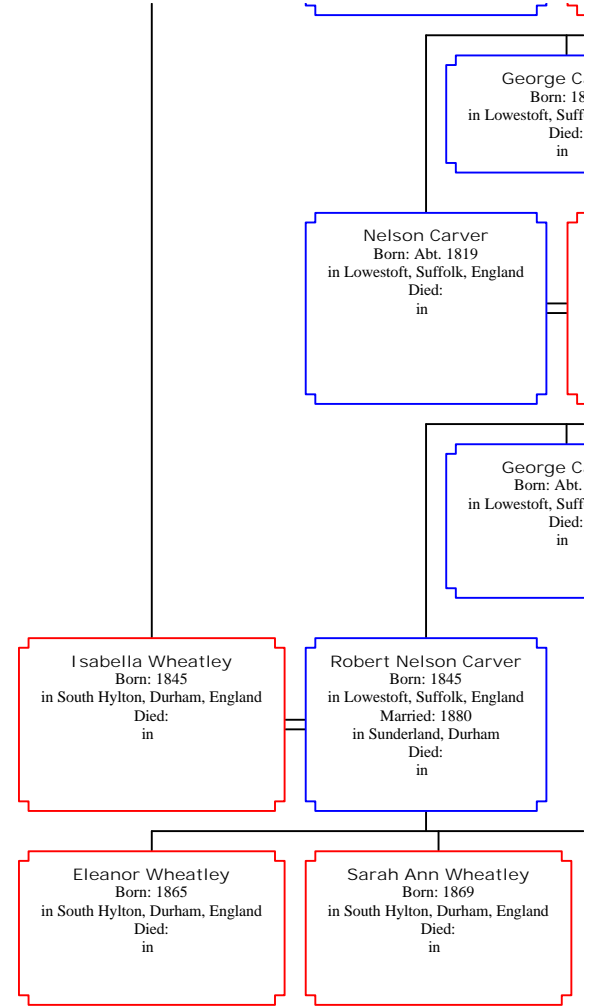 George
Born:
in Lowestoft,
Died:
in
Nelson Carver
Born: Abt. 1819
in Lowestoft, Suffolk, England
Died:
in
George
Born: Abt.
in Lowestoft,
Died:
in
Isabella Wheatley
Born: 1845
in South Hylton, Durham, England
Died:
in
Robert Nelson Carver
Born: 1845
in Lowestoft, Suffolk, England
Married: 1880
in Sunderland, Durham
Died:
in
Eleanor Wheatley
Born: 1865
in South Hylton, Durham, England
Died:
in
Sarah Ann Wheatley
Born: 1869
in South Hylton, Durham, England
Died:
in